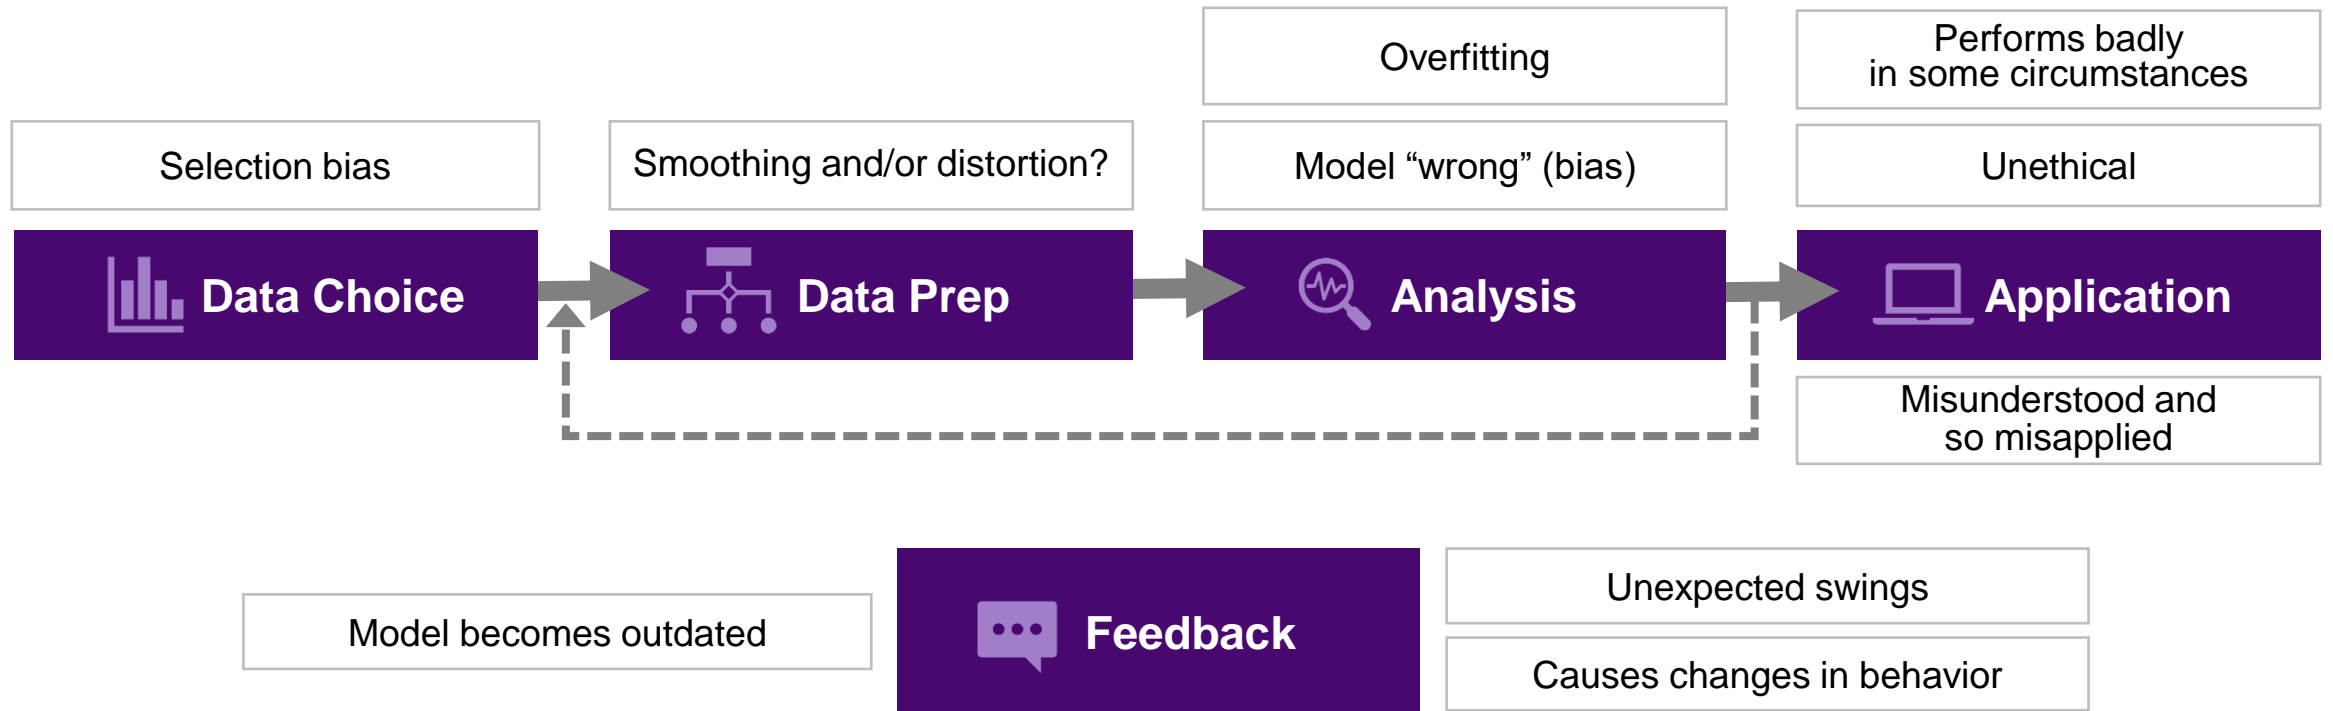 Overfitting
Performs badly
in some circumstances
Selection bias
Smoothing and/or distortion?
Model “wrong” (bias)
Unethical
Data Choice
Data Prep
Analysis
Application
Misunderstood and
so misapplied
Model becomes outdated
Feedback
Unexpected swings
Causes changes in behavior